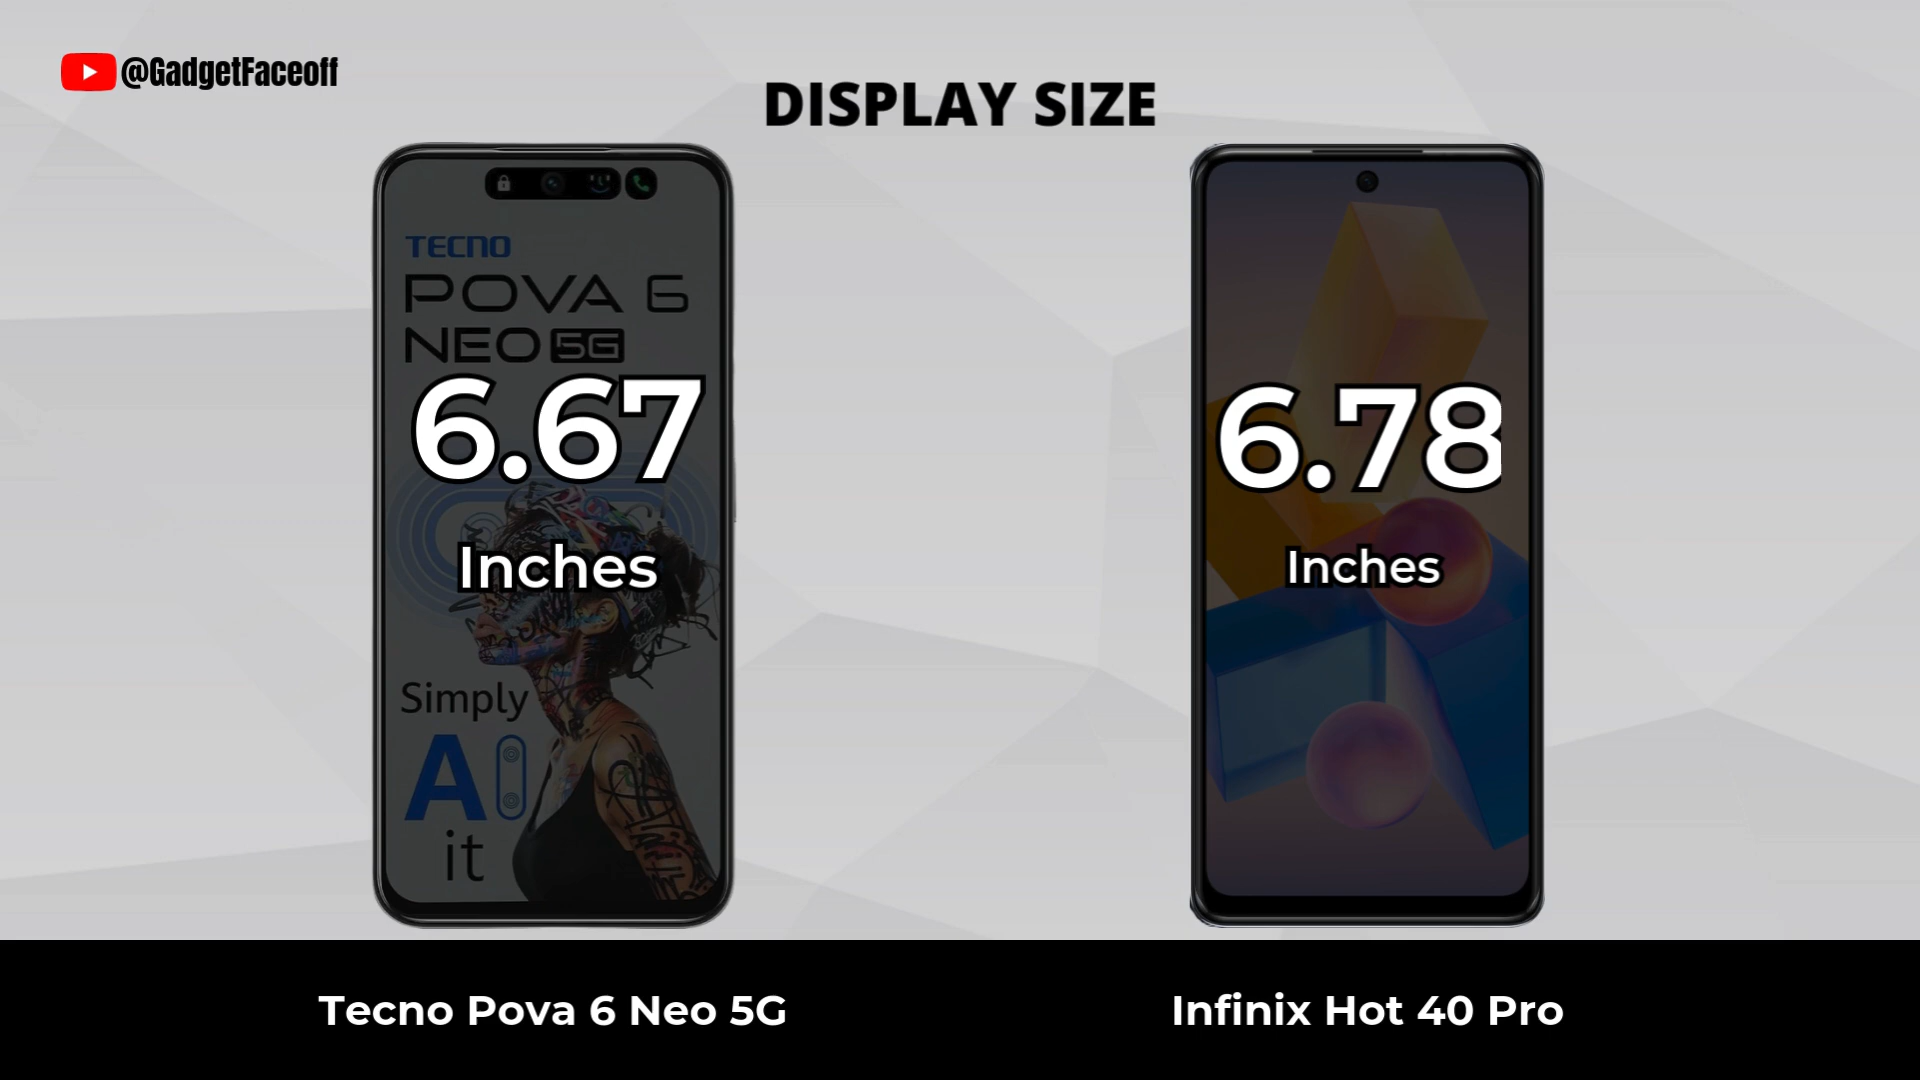 @GadgetFaceoff
DISPLAY SIZE
TECNO
POVA 6
NEO 5G
6.67
Inches
Simply
AI
it
6.78
Inches
Tecno Pova 6 Neo 5G
Infinix Hot 40 Pro